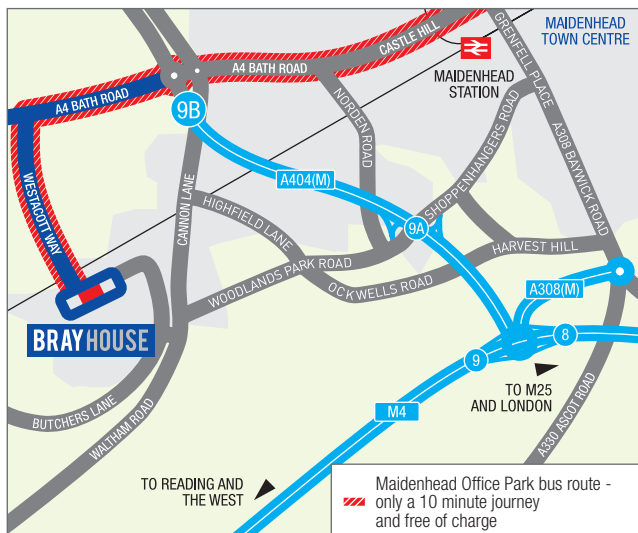 MAIDENHEAD
TOWN CENTRE
CASTLE HILL
GRENFELL PLACE
A4 BATH ROAD
MAIDENHEAD
STATION
A4 BATH ROAD
9B
NORDEN ROAD
SHOPPENHANGERS ROAD
A308 BAYWICK ROAD
WESTACOTT WAY
CANNON LANE
A404(M)
HIGHFIELD LANE
9A
HARVEST HILL
WOODLANDS PARK ROAD
OCKWELLS ROAD
A308(M)
BRAYHOUSE
8
9
TO M25
AND LONDON
BUTCHERS LANE
WALTHAM ROAD
M4
A330 ASCOT ROAD
TO READING AND
THE WEST
Maidenhead Office Park bus route -
only a 10 minute journey
and free of charge